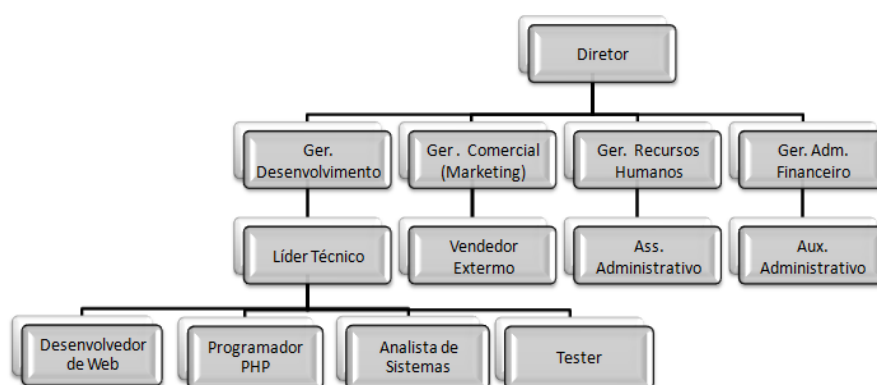 Diretor
Ger.
Desenvolvimento
Ger . Comercial
(Marketing)
Ger. Recursos
Humanos
Ger. Adm.
Financeiro
Líder Técnico
Vendedor
Extermo
Ass.
Administrativo
Aux.
Administrativo
Desenvolvedor
de Web
Programador
PHP
Analista de
Sistemas
Tester